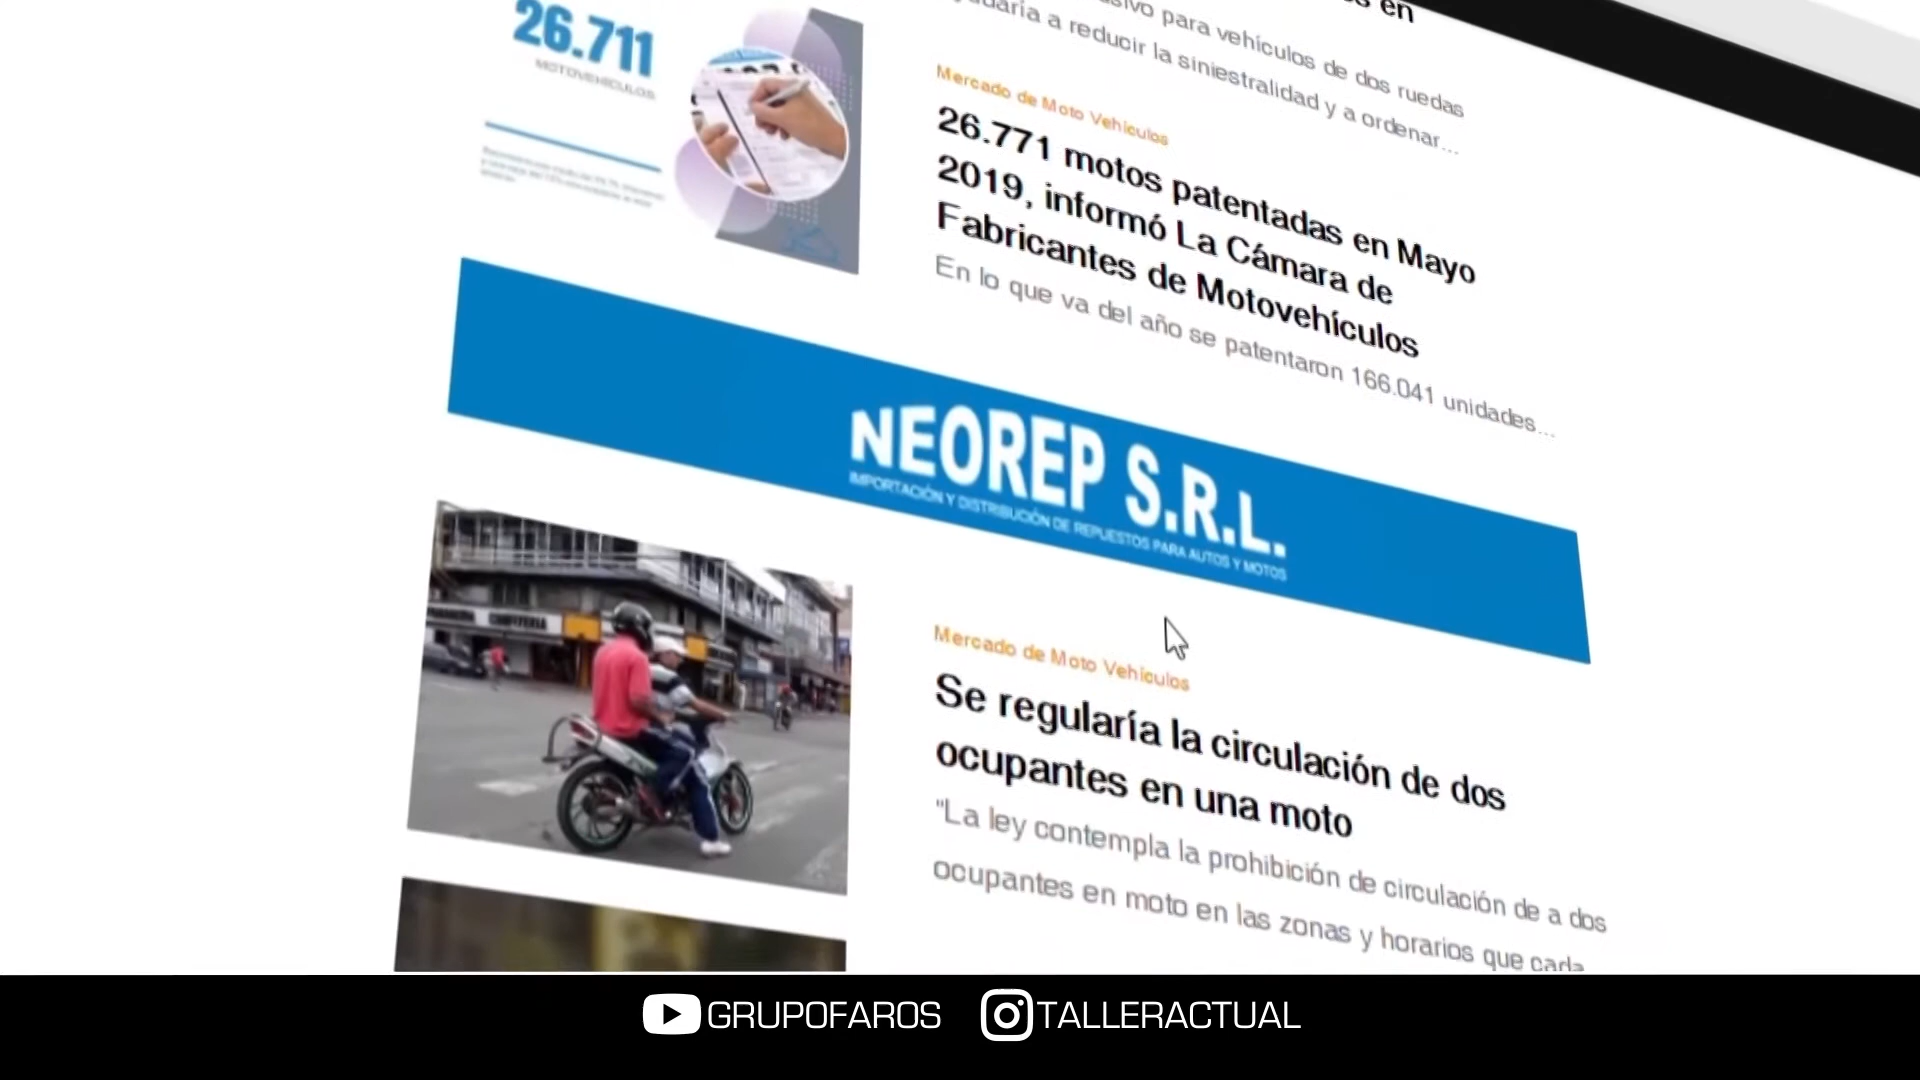 26.711
MOTOVEHICULOS
en
para vehículos de dos ruedas
a reducir la siniestralidad y a ordenar...
Mercado de Moto Vehículos
26.771 motos patentadas en Mayo
2019, informó La Cámara de
Fabricantes de Motovehículos
En lo que va del año se patentaron 166.041 unidades...
NEOREP S.R.L.
IMPORTACIÓN Y DISTRIBUCIÓN DE REPUESTOS PARA AUTOS Y MOTOS
Mercado de Moto Vehículos
Se regularía la circulación de dos
ocupantes en una moto
"La ley contempla la prohibición de circulación de a dos
ocupantes en moto en las zonas y horarios que cada
GRUPOFAROS
TALLERACTUAL